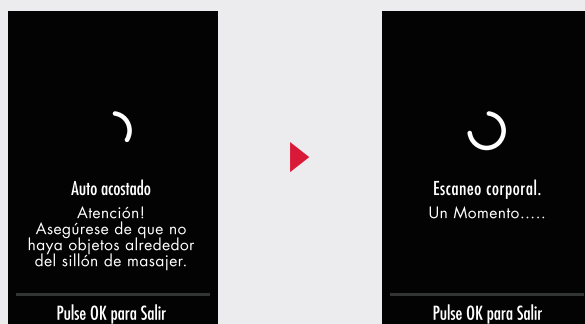 Auto acostado
Atención!
Asegúrese de que no
haya objetos alrededor
del sillón de masajer.
Pulse OK para Salir
Escaneo corporal.
Un Momento.....
Pulse OK para Salir